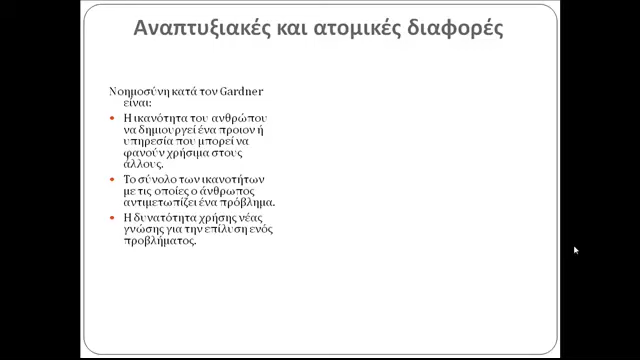 Αναπτυξιακές και ατομικές διαφορές
Νοημοσύνη κατά τον Gardner
είναι:
• Η ικανότητα του ανθρώπου
να δημιουργεί ένα προιον ή
υπηρεσία που μπορεί να
φανούν χρήσιμα στους
άλλους.
• Το σύνολο των ικανοτήτων
με τις οποίες ο άνθρωπος
αντιμετωπίζει ένα πρόβλημα.
• Η δυνατότητα χρήσης νέας
γνώσης για την επίλυση ενός
προβλήματος.